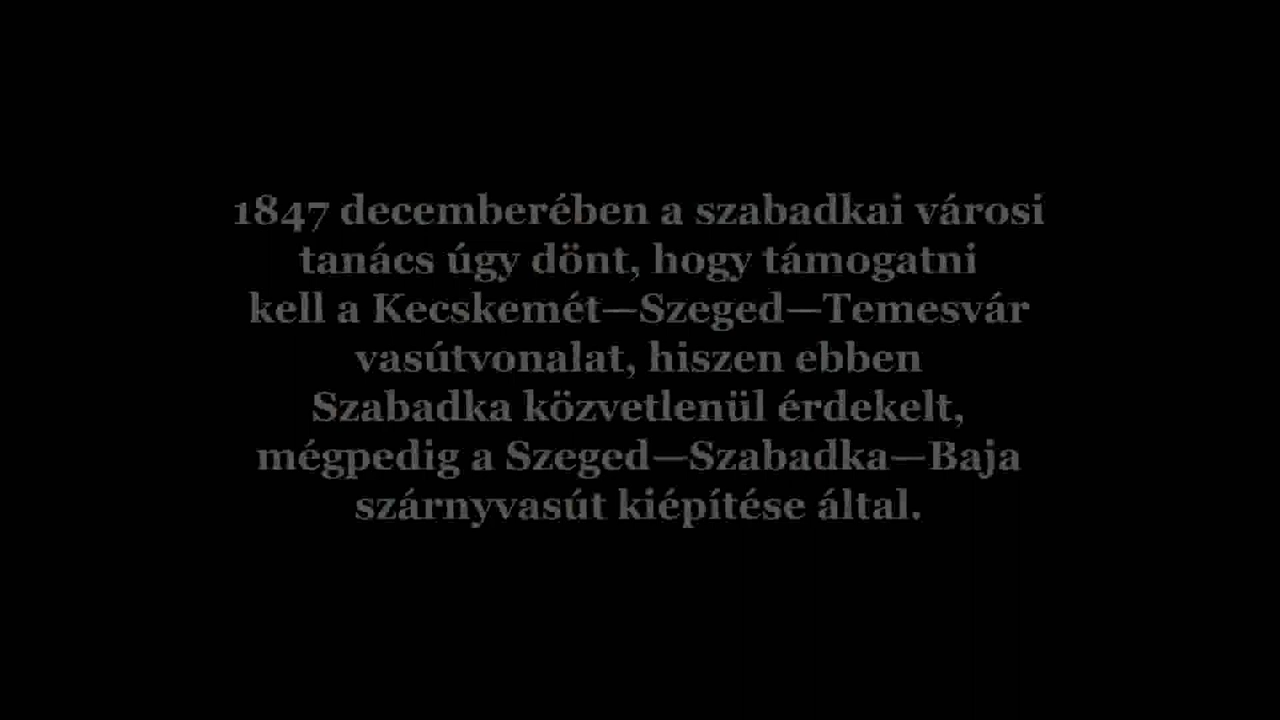 1847 decemberében a szabadkai városi
tanács úgy dönt, hogy támogatni
kell a Kecskemét—Szeged—Temesvár
vasútvonalat, hiszen ebben
Szabadka közvetlenül érdekelt,
mégpedig a Szeged—Szabadka—Baja
szárnyvasút kiépítése által.